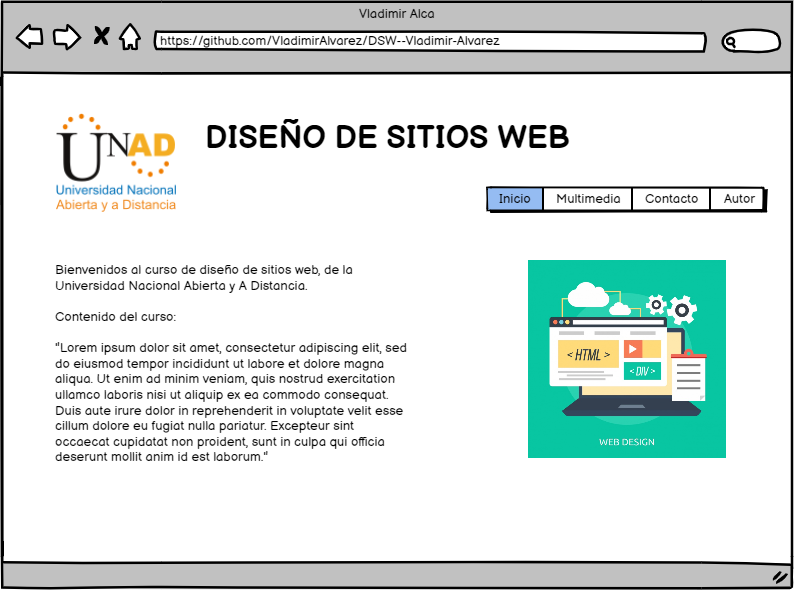 Vladimir Alca
https://github.com/VladimirAlvarez/DSW--Vladimir-Alvarez
UNAD
Universidad Nacional
Abierta y a Distancia
DISEÑO DE SITIOS WEB
Inicio Multimedia Contacto Autor
Bienvenidos al curso de diseño de sitios web, de la
Universidad Nacional Abierta y A Distancia.
Contenido del curso:
"Lorem ipsum dolor sit amet, consectetur adipiscing elit, sed
do eiusmod tempor incididunt ut labore et dolore magna
aliqua. Ut enim ad minim veniam, quis nostrud exercitation
ullamco laboris nisi ut aliquip ex ea commodo consequat.
Duis aute irure dolor in reprehenderit in voluptate velit esse
cillum dolore eu fugiat nulla pariatur. Excepteur sint
occaecat cupidatat non proident, sunt in culpa qui officia
deserunt mollit anim id est laborum."
< HTML >
< DIV >
WEB DESIGN